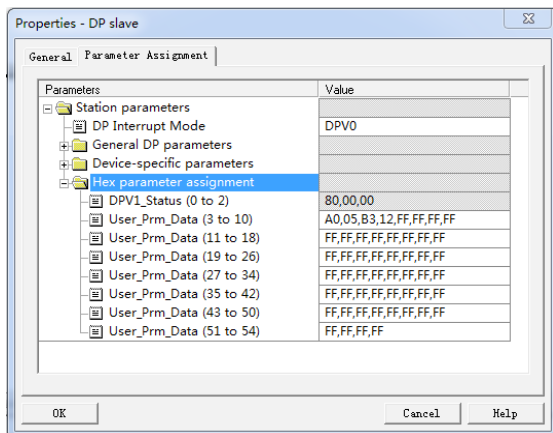 Properties - DP slave
General Parameter Assignment
Parameters Value
Station parameters
DP Interrupt Mode DPV0
General DP parameters
Device-specific parameters
Hex parameter assignment
DPV1_Status (0 to 2) 80,00,00
User_Prm_Data (3 to 10) A0,05,B3,12,FF,FF,FF,FF
User_Prm_Data (11 to 18) FF,FF,FF,FF,FF,FF,FF,FF
User_Prm_Data (19 to 26) FF,FF,FF,FF,FF,FF,FF,FF
User_Prm_Data (27 to 34) FF,FF,FF,FF,FF,FF,FF,FF
User_Prm_Data (35 to 42) FF,FF,FF,FF,FF,FF,FF,FF
User_Prm_Data (43 to 50) FF,FF,FF,FF,FF,FF,FF,FF
User_Prm_Data (51 to 54) FF,FF,FF,FF
OK Cancel Help